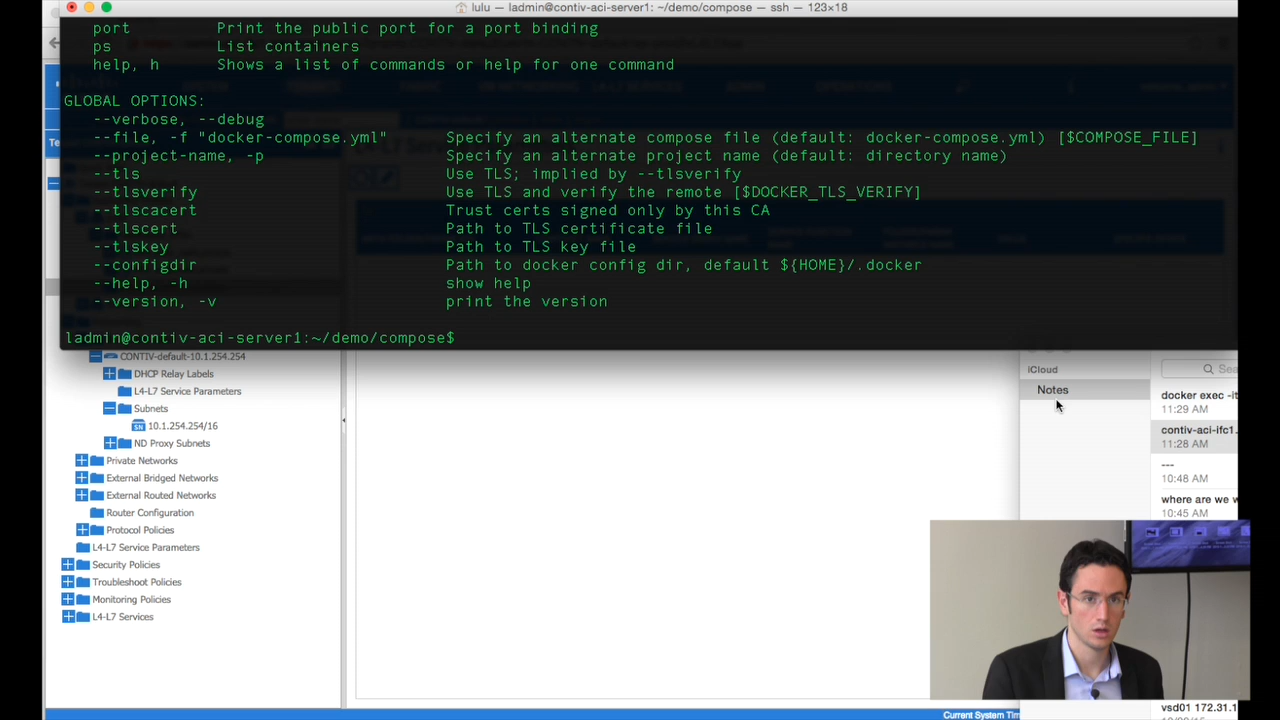 lulu — ladmin@contiv-aci-server1: ~/demo/compose — ssh — 123×18
port Print the public port for a port binding
ps List containers
help, h Shows a list of commands or help for one command
GLOBAL OPTIONS:
--verbose, --debug
--file, -f "docker-compose.yml" Specify an alternate compose file (default: docker-compose.yml) [$COMPOSE_FILE]
--project-name, -p Specify an alternate project name (default: directory name)
--tls Use TLS; implied by --tlsverify
--tlsverify Use TLS and verify the remote [$DOCKER_TLS_VERIFY]
--tlscacert Trust certs signed only by this CA
--tlscert Path to TLS certificate file
--tlskey Path to TLS key file
--configdir Path to docker config dir, default ${HOME}/.docker
--help, -h show help
--version, -v print the version
ladmin@contiv-aci-server1:~/demo/compose$
CONTIV-default-10.1.254.254
DHCP Relay Labels
L4-L7 Service Parameters
Subnets
10.1.254.254/16
ND Proxy Subnets
Private Networks
External Bridged Networks
External Routed Networks
Router Configuration
Protocol Policies
L4-L7 Service Parameters
Security Policies
Troubleshoot Policies
Monitoring Policies
L4-L7 Services
iCloud
Notes
Sea
docker exec -it
11:29 AM
contiv-aci-ifc1.
11:28 AM
---
10:48 AM
where are we w
10:45 AM
vsd01 172.31.1
Current System Tim